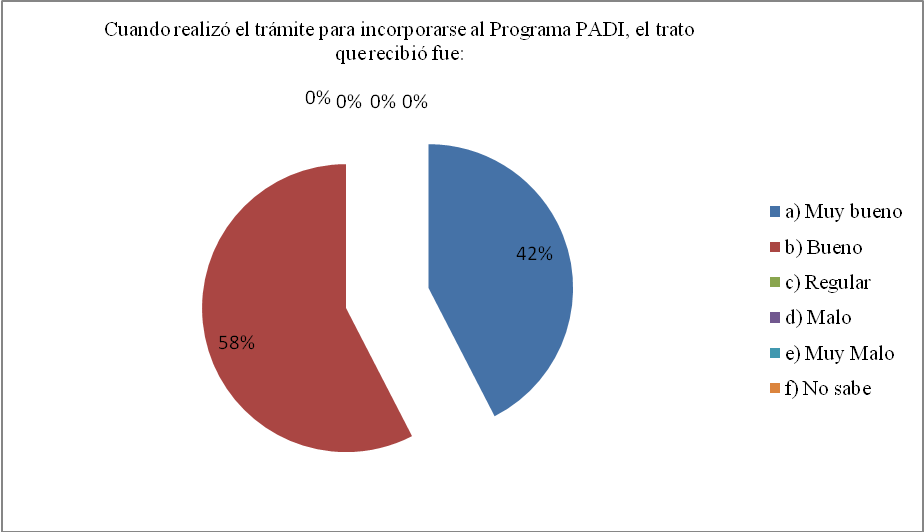 Cuando realizó el trámite para incorporarse al Programa PADI, el trato
que recibió fue:
0% 0% 0% 0%
42%
58%
a) Muy bueno
b) Bueno
c) Regular
d) Malo
e) Muy Malo
f) No sabe